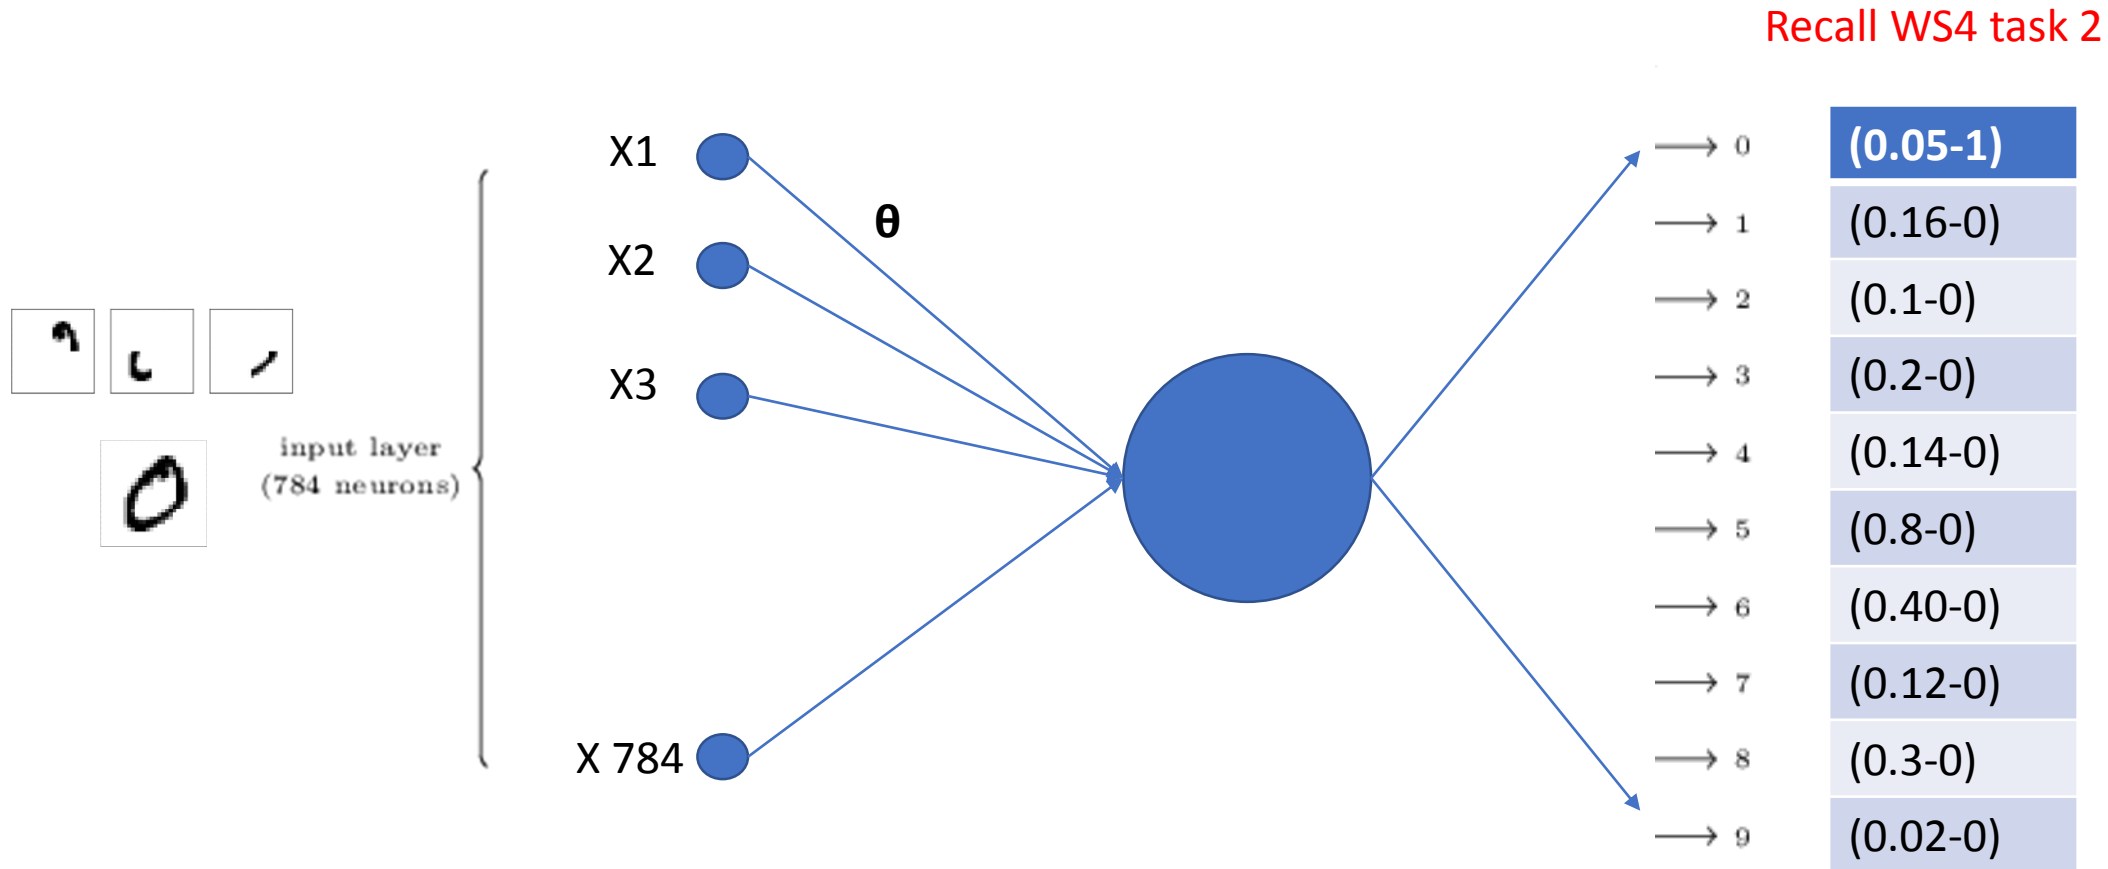 Recall WS4 task 2
X1
θ
X2
X3
X 784
input layer
(784 neurons)
0 (0.05-1)
1 (0.16-0)
2 (0.1-0)
3 (0.2-0)
4 (0.14-0)
5 (0.8-0)
6 (0.40-0)
7 (0.12-0)
8 (0.3-0)
9 (0.02-0)